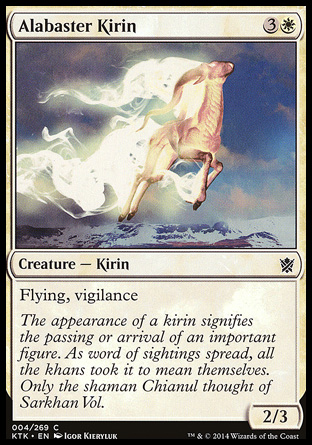 Alabaster Kirin 3
Creature — Kirin
Flying, vigilance
The appearance of a kirin signifies
the passing or arrival of an important
figure. As word of sightings spread, all
the khans took it to mean themselves.
Only the shaman Chianul thought of
Sarkhan Vol.
2/3
004/269 C
KTK • EN Igor Kieryluk
™ & © 2014 Wizards of the Coast